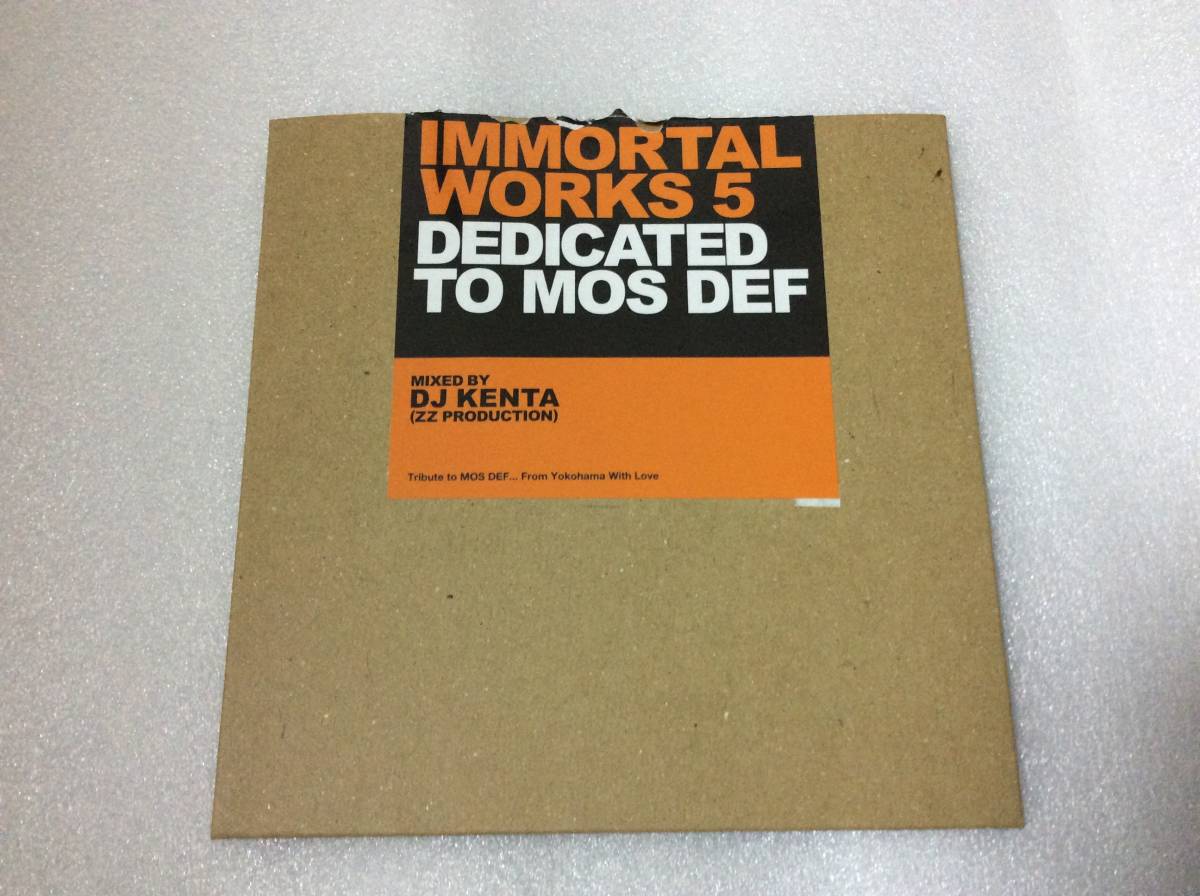 IMMORTAL
WORKS 5
DEDICATED
TO MOS DEF
MIXED BY
DJ KENTA
(ZZ PRODUCTION)
Tribute to MOS DEF... From Yokohama With Love